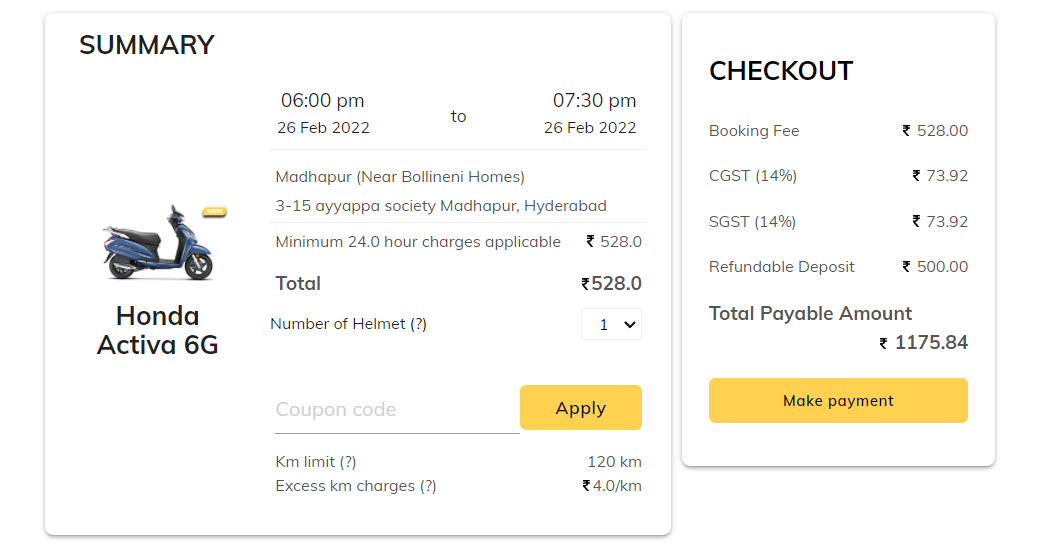 SUMMARY
06:00 pm
26 Feb 2022
to
07:30 pm
26 Feb 2022
Madhapur (Near Bollineni Homes)
3-15 ayyappa society Madhapur, Hyderabad
Minimum 24.0 hour charges applicable ₹ 528.0
Total ₹528.0
Number of Helmet (?) 1
NEW
Honda
Activa 6G
Coupon code Apply
Km limit (?) 120 km
Excess km charges (?) ₹4.0/km
CHECKOUT
Booking Fee ₹ 528.00
CGST (14%) ₹ 73.92
SGST (14%) ₹ 73.92
Refundable Deposit ₹ 500.00
Total Payable Amount
₹ 1175.84
Make payment